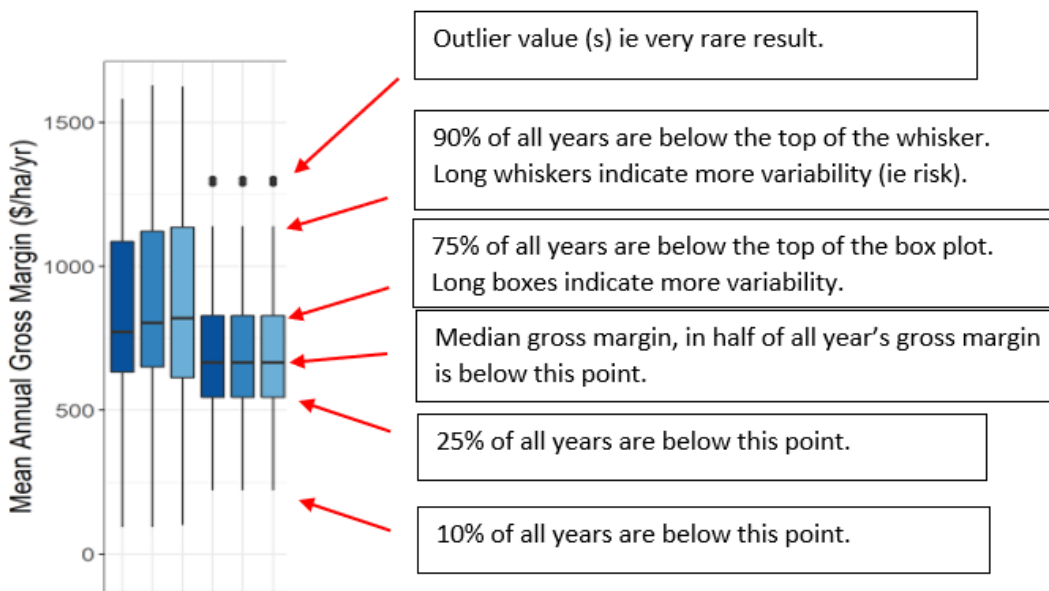 Outlier value (s) ie very rare result.
90% of all years are below the top of the whisker.
Long whiskers indicate more variability (ie risk).
75% of all years are below the top of the box plot.
Long boxes indicate more variability.
Median gross margin, in half of all year's gross margin
is below this point.
25% of all years are below this point.
10% of all years are below this point.
Mean Annual Gross Margin ($/ha/yr)
1500
1000
500
0